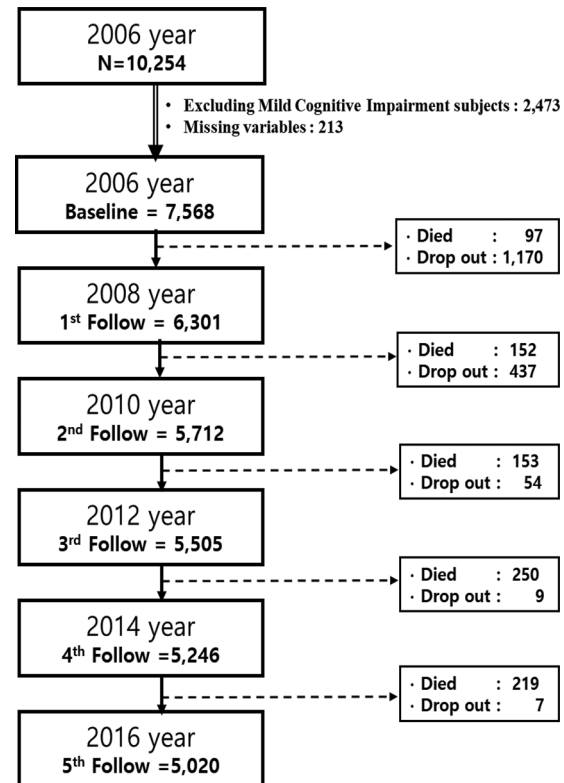 2006 year
N=10,254
• Excluding Mild Cognitive Impairment subjects : 2,473
• Missing variables : 213
2006 year
Baseline = 7,568
· Died : 97
· Drop out : 1,170
2008 year
1st Follow = 6,301
· Died : 152
· Drop out : 437
2010 year
2nd Follow = 5,712
· Died : 153
· Drop out : 54
2012 year
3rd Follow = 5,505
· Died : 250
· Drop out : 9
2014 year
4th Follow =5,246
· Died : 219
· Drop out : 7
2016 year
5th Follow =5,020